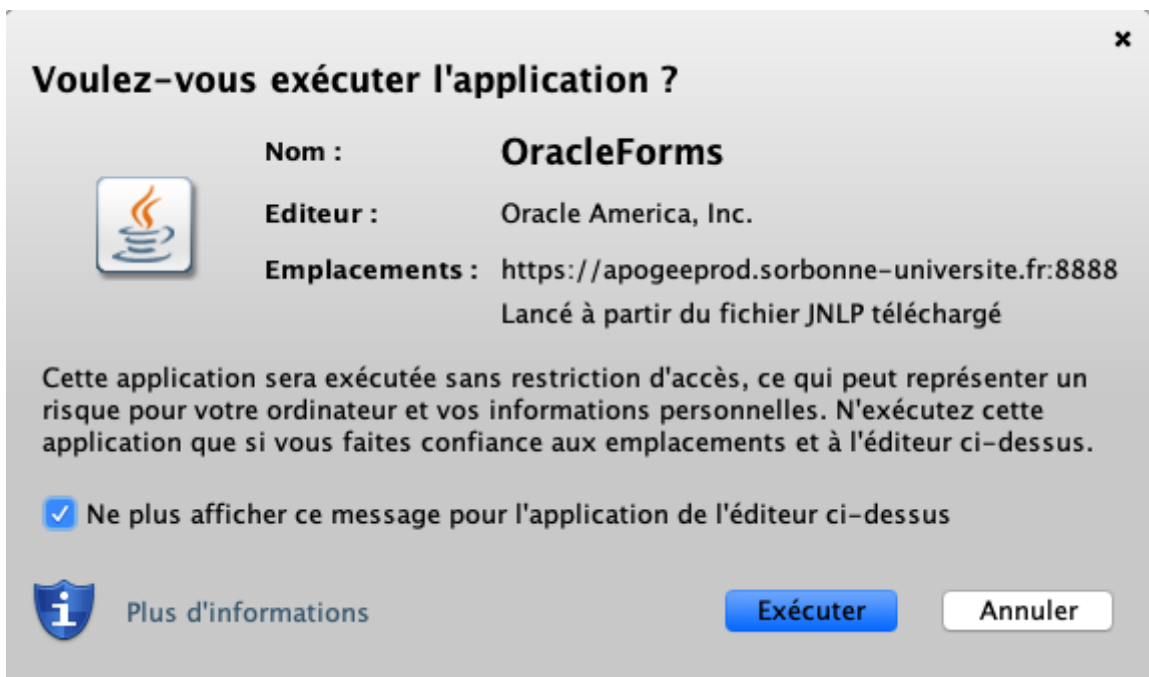 Voulez-vous exécuter l'application ?
Nom : OracleForms
Editeur : Oracle America, Inc.
Emplacements : https://apogeeprod.sorbonne-universite.fr:8888
Lancé à partir du fichier JNLP téléchargé
Cette application sera exécutée sans restriction d'accès, ce qui peut représenter un
risque pour votre ordinateur et vos informations personnelles. N'exécutez cette
application que si vous faites confiance aux emplacements et à l'éditeur ci-dessus.
Ne plus afficher ce message pour l'application de l'éditeur ci-dessus
Plus d'informations Exécuter Annuler